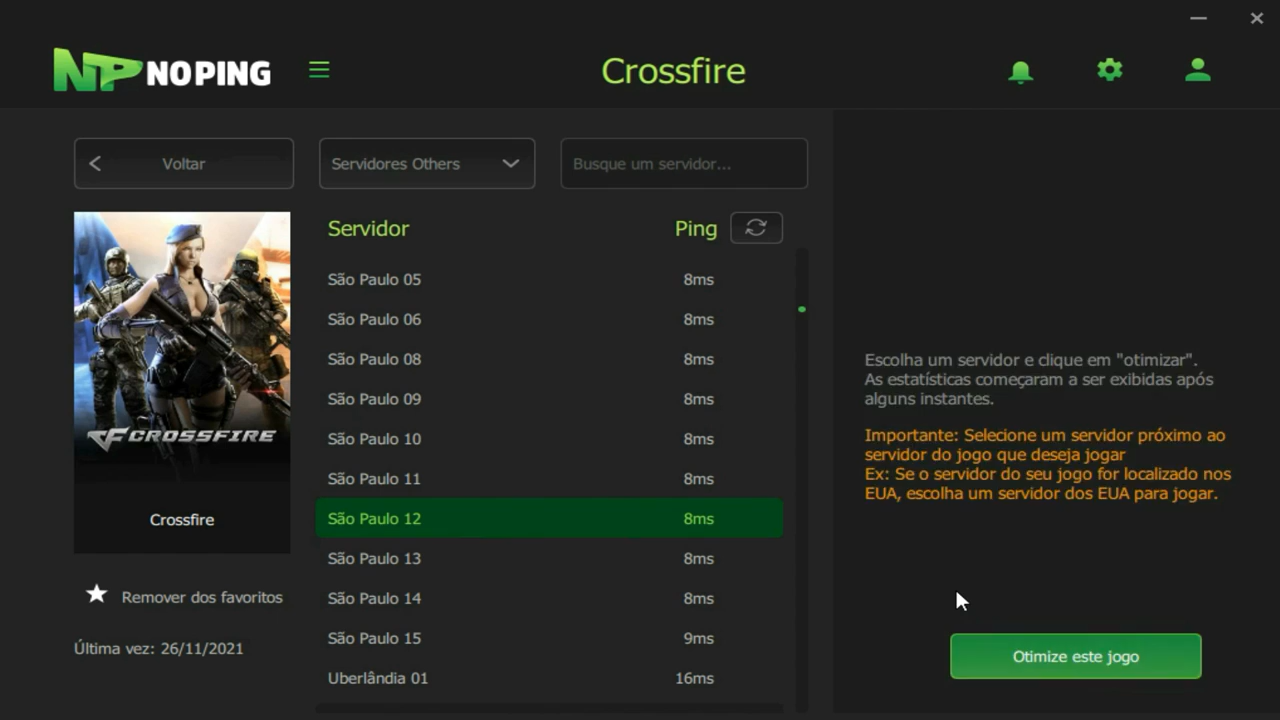 NP NOPING
Crossfire
Voltar
Servidores Others
Busque um servidor...
Servidor
Ping
São Paulo 05
8ms
São Paulo 06
8ms
São Paulo 08
8ms
São Paulo 09
8ms
São Paulo 10
8ms
São Paulo 11
8ms
São Paulo 12
8ms
São Paulo 13
8ms
São Paulo 14
8ms
São Paulo 15
9ms
Uberlândia 01
16ms
CF CROSSFIRE
Crossfire
Remover dos favoritos
Última vez: 26/11/2021
Escolha um servidor e clique em "otimizar".
As estatísticas começaram a ser exibidas após
alguns instantes.
Importante: Selecione um servidor próximo ao
servidor do jogo que deseja jogar
Ex: Se o servidor do seu jogo for localizado nos
EUA, escolha um servidor dos EUA para jogar.
Otimize este jogo